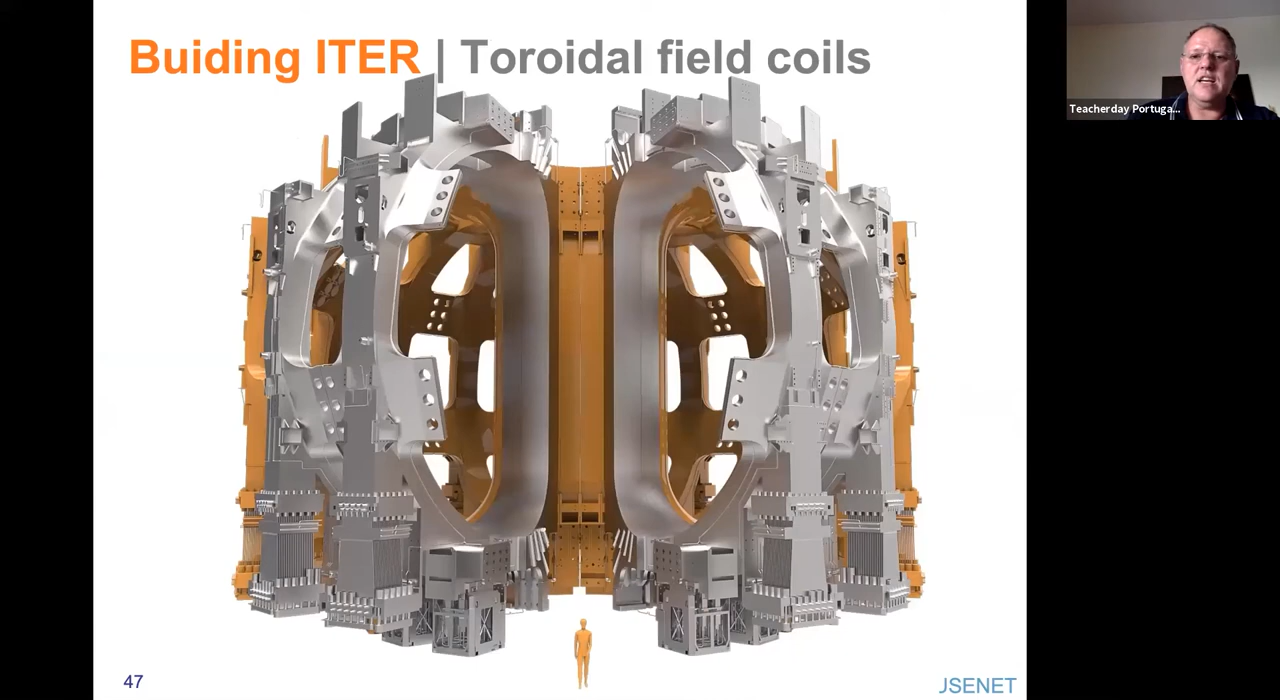 Buiding ITER | Toroidal field coils
Teacherday Portuga...
47
JSENET